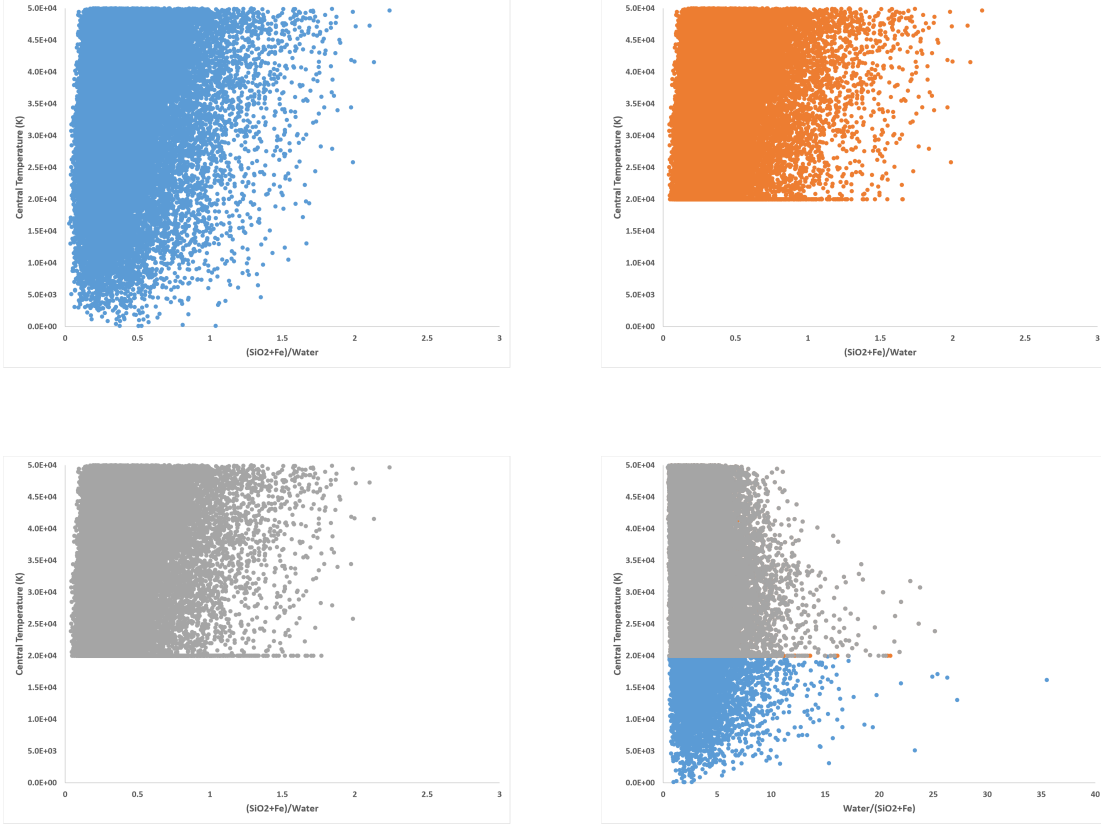 5.0E+04
4.5E+04
4.0E+04
3.5E+04
3.0E+04
2.5E+04
2.0E+04
1.5E+04
1.0E+04
5.0E+03
0.0E+00
Central Temperature (K)
0 0.5 1 1.5 2 2.5 3
(SiO2+Fe)/Water
5.0E+04
4.5E+04
4.0E+04
3.5E+04
3.0E+04
2.5E+04
2.0E+04
1.5E+04
1.0E+04
5.0E+03
0.0E+00
Central Temperature (K)
0 0.5 1 1.5 2 2.5 3
(SiO2+Fe)/Water
5.0E+04
4.5E+04
4.0E+04
3.5E+04
3.0E+04
2.5E+04
2.0E+04
1.5E+04
1.0E+04
5.0E+03
0.0E+00
Central Temperature (K)
0 0.5 1 1.5 2 2.5 3
(SiO2+Fe)/Water
5.0E+04
4.5E+04
4.0E+04
3.5E+04
3.0E+04
2.5E+04
2.0E+04
1.5E+04
1.0E+04
5.0E+03
0.0E+00
Central Temperature (K)
0 5 10 15 20 25 30 35 40
Water/(SiO2+Fe)